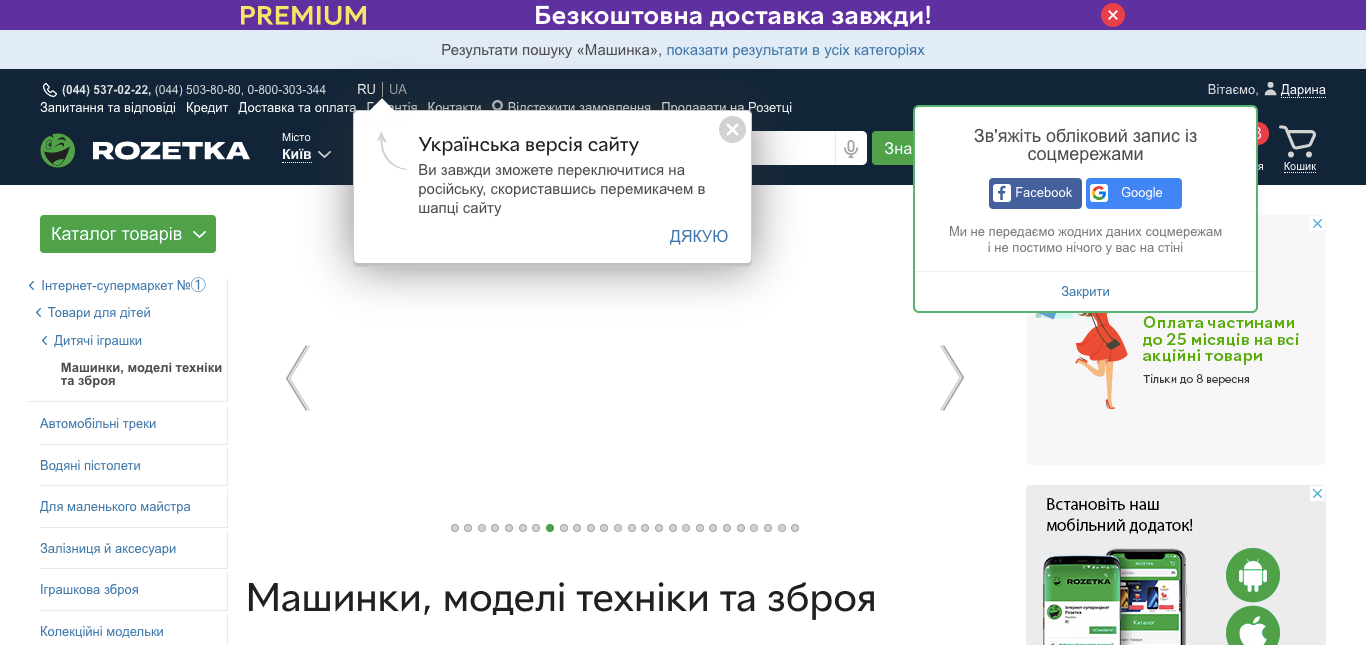 PREMIUM Безкоштовна доставка завжди!
Результати пошуку «Машинка», показати результати в усіх категоріях
(044) 537-02-22, (044) 503-80-80, 0-800-303-344 RU UA Вітаємо, Дарина
Запитання та відповіді Кредит Доставка та оплата Гарантія Контакти Відстежити замовлення Продавати на Розетці
ROZETKA
Місто
Київ
Українська версія сайту
Ви завжди зможете переключитися на
російську, скориставшись перемикачем в
шапці сайту
ДЯКУЮ
Зна
Зв'яжіть обліковий запис із
соцмережами
Facebook Google
Ми не передаємо жодних даних соцмережам
і не постимо нічого у вас на стіні
Закрити
Кошик
Каталог товарів
Інтернет-супермаркет №1
Товари для дітей
Дитячі іграшки
Машинки, моделі техніки
та зброя
Автомобільні треки
Водяні пістолети
Для маленького майстра
Залізниця й аксесуари
Іграшкова зброя
Колекційні модельки
Машинки, моделі техніки та зброя
Оплата частинами
до 25 місяців на всі
акційні товари
Тільки до 8 вересня
Встановіть наш
мобільний додаток!
ROZETKA
Інтернет-супермаркет
Розетка
Каталог